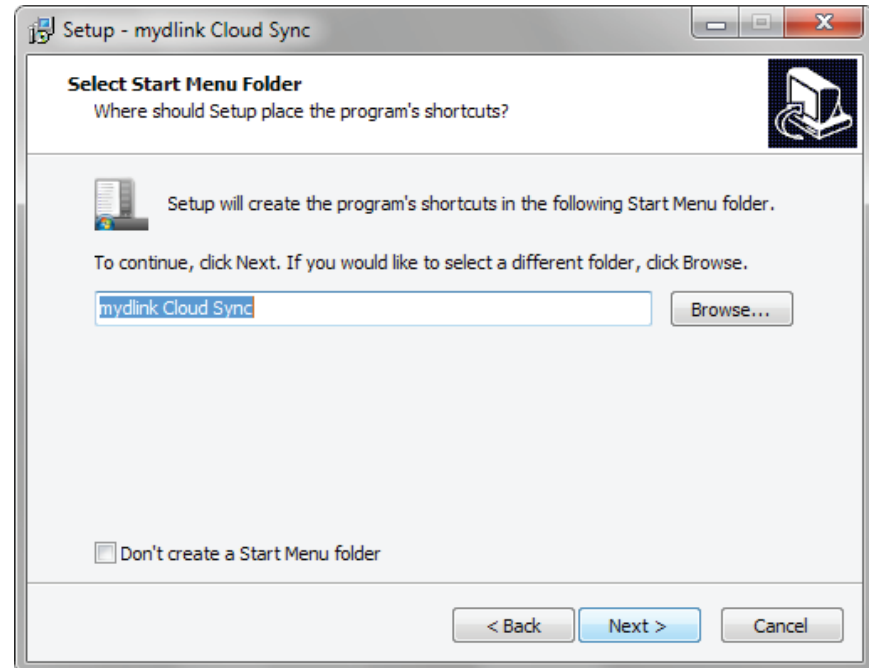 Setup - mydlink Cloud Sync
Select Start Menu Folder
Where should Setup place the program's shortcuts?
Setup will create the program's shortcuts in the following Start Menu folder.
To continue, click Next. If you would like to select a different folder, click Browse.
mydlink Cloud Sync
Browse...
Don't create a Start Menu folder
< Back
Next >
Cancel